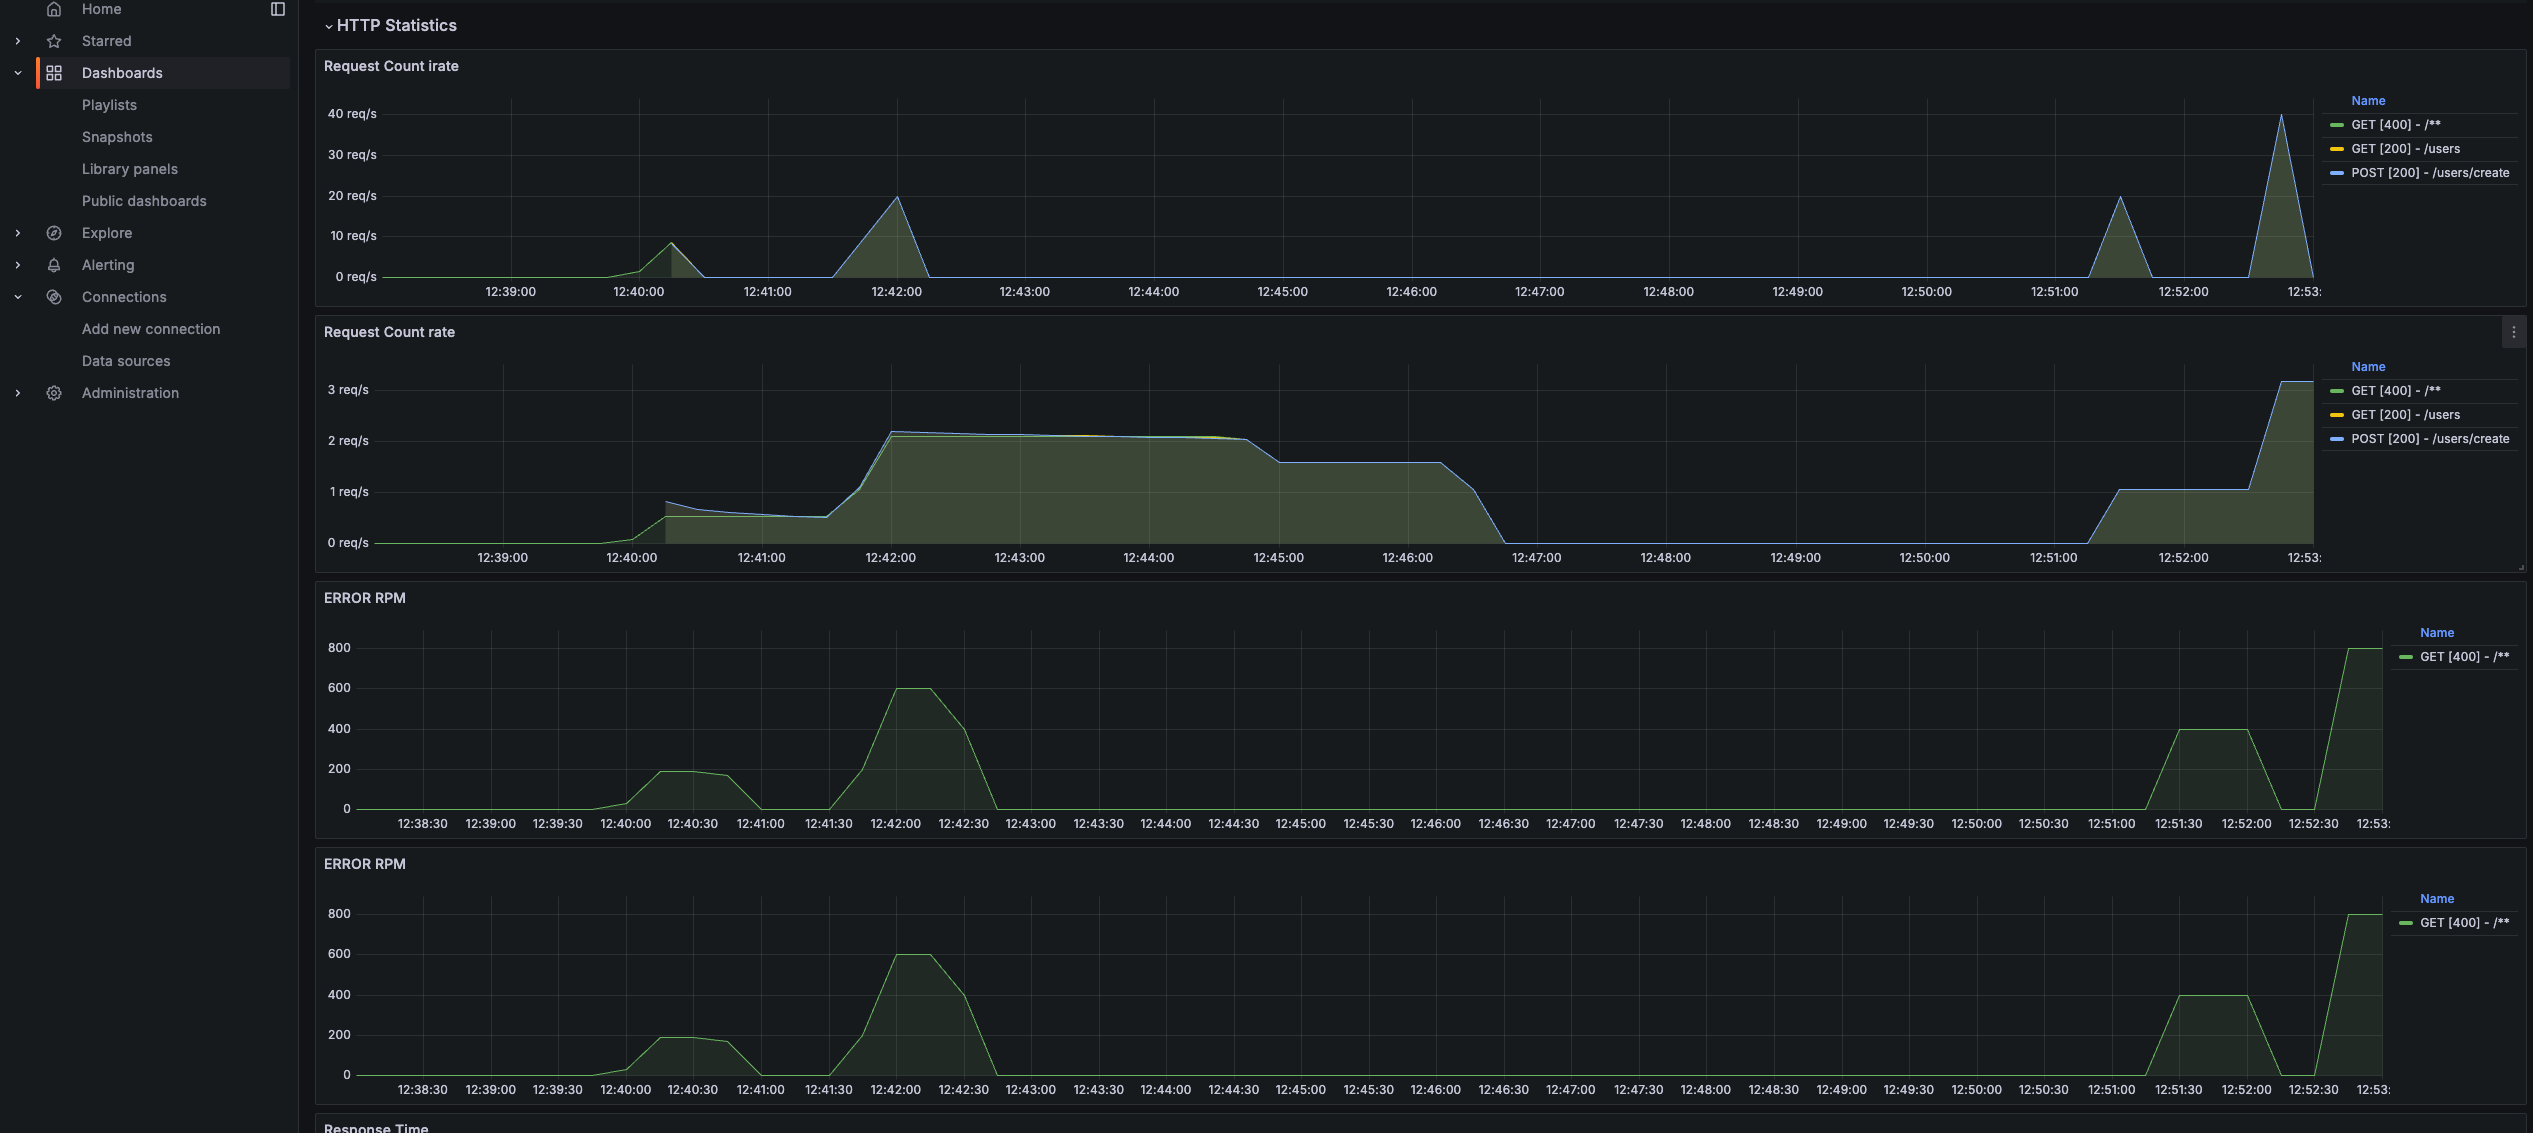 Home
Starred
Dashboards
Playlists
Snapshots
Library panels
Public dashboards
Explore
Alerting
Connections
Add new connection
Data sources
Administration
HTTP Statistics
Request Count irate
40 req/s
30 req/s
20 req/s
10 req/s
0 req/s
12:39:00 12:40:00 12:41:00 12:42:00 12:43:00 12:44:00 12:45:00 12:46:00 12:47:00 12:48:00 12:49:00 12:50:00 12:51:00 12:52:00 12:53:
Name
GET [400] - /**
GET [200] - /users
POST [200] - /users/create
Request Count rate
3 req/s
2 req/s
1 req/s
0 req/s
12:39:00 12:40:00 12:41:00 12:42:00 12:43:00 12:44:00 12:45:00 12:46:00 12:47:00 12:48:00 12:49:00 12:50:00 12:51:00 12:52:00 12:53:
Name
GET [400] - /**
GET [200] - /users
POST [200] - /users/create
ERROR RPM
800
600
400
200
0
12:38:30 12:39:00 12:39:30 12:40:00 12:40:30 12:41:00 12:41:30 12:42:00 12:42:30 12:43:00 12:43:30 12:44:00 12:44:30 12:45:00 12:45:30 12:46:00 12:46:30 12:47:00 12:47:30 12:48:00 12:48:30 12:49:00 12:49:30 12:50:00 12:50:30 12:51:00 12:51:30 12:52:00 12:52:30 12:53:
Name
GET [400] - /**
ERROR RPM
800
600
400
200
0
12:38:30 12:39:00 12:39:30 12:40:00 12:40:30 12:41:00 12:41:30 12:42:00 12:42:30 12:43:00 12:43:30 12:44:00 12:44:30 12:45:00 12:45:30 12:46:00 12:46:30 12:47:00 12:47:30 12:48:00 12:48:30 12:49:00 12:49:30 12:50:00 12:50:30 12:51:00 12:51:30 12:52:00 12:52:30 12:53:
Name
GET [400] - /**
Response Time